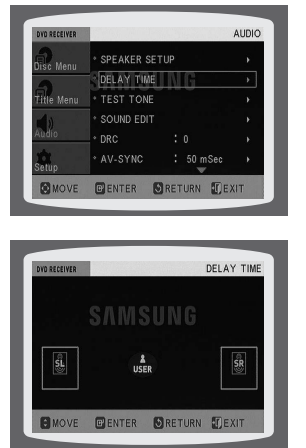 DVD RECEIVER AUDIO
Disc Menu
Title Menu
Audio
Setup
SAMSUNG
SPEAKER SETUP
DELAY TIME
TEST TONE
SOUND EDIT
DRC : 0
AV-SYNC : 50 mSec
MOVE ENTER RETURN EXIT
DVD RECEIVER DELAY TIME
SAMSUNG
SL USER SR
MOVE ENTER RETURN EXIT